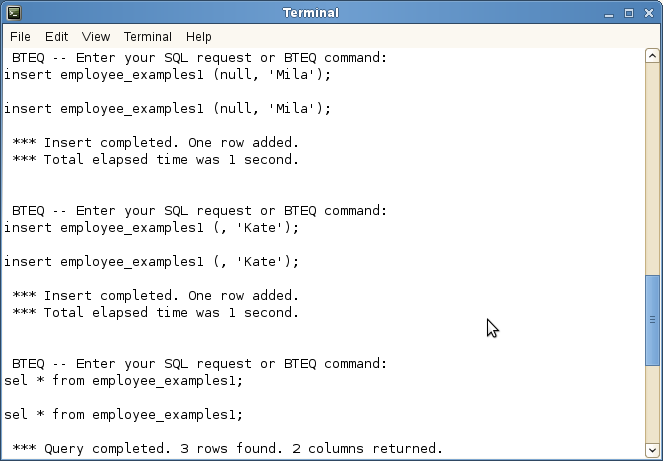 Terminal
File Edit View Terminal Help
BTEQ -- Enter your SQL request or BTEQ command:
insert employee_examples1 (null, 'Mila');
insert employee_examples1 (null, 'Mila');
*** Insert completed. One row added.
*** Total elapsed time was 1 second.
BTEQ -- Enter your SQL request or BTEQ command:
insert employee_examples1 (, 'Kate');
insert employee_examples1 (, 'Kate');
*** Insert completed. One row added.
*** Total elapsed time was 1 second.
BTEQ -- Enter your SQL request or BTEQ command:
sel * from employee_examples1;
sel * from employee_examples1;
*** Query completed. 3 rows found. 2 columns returned.